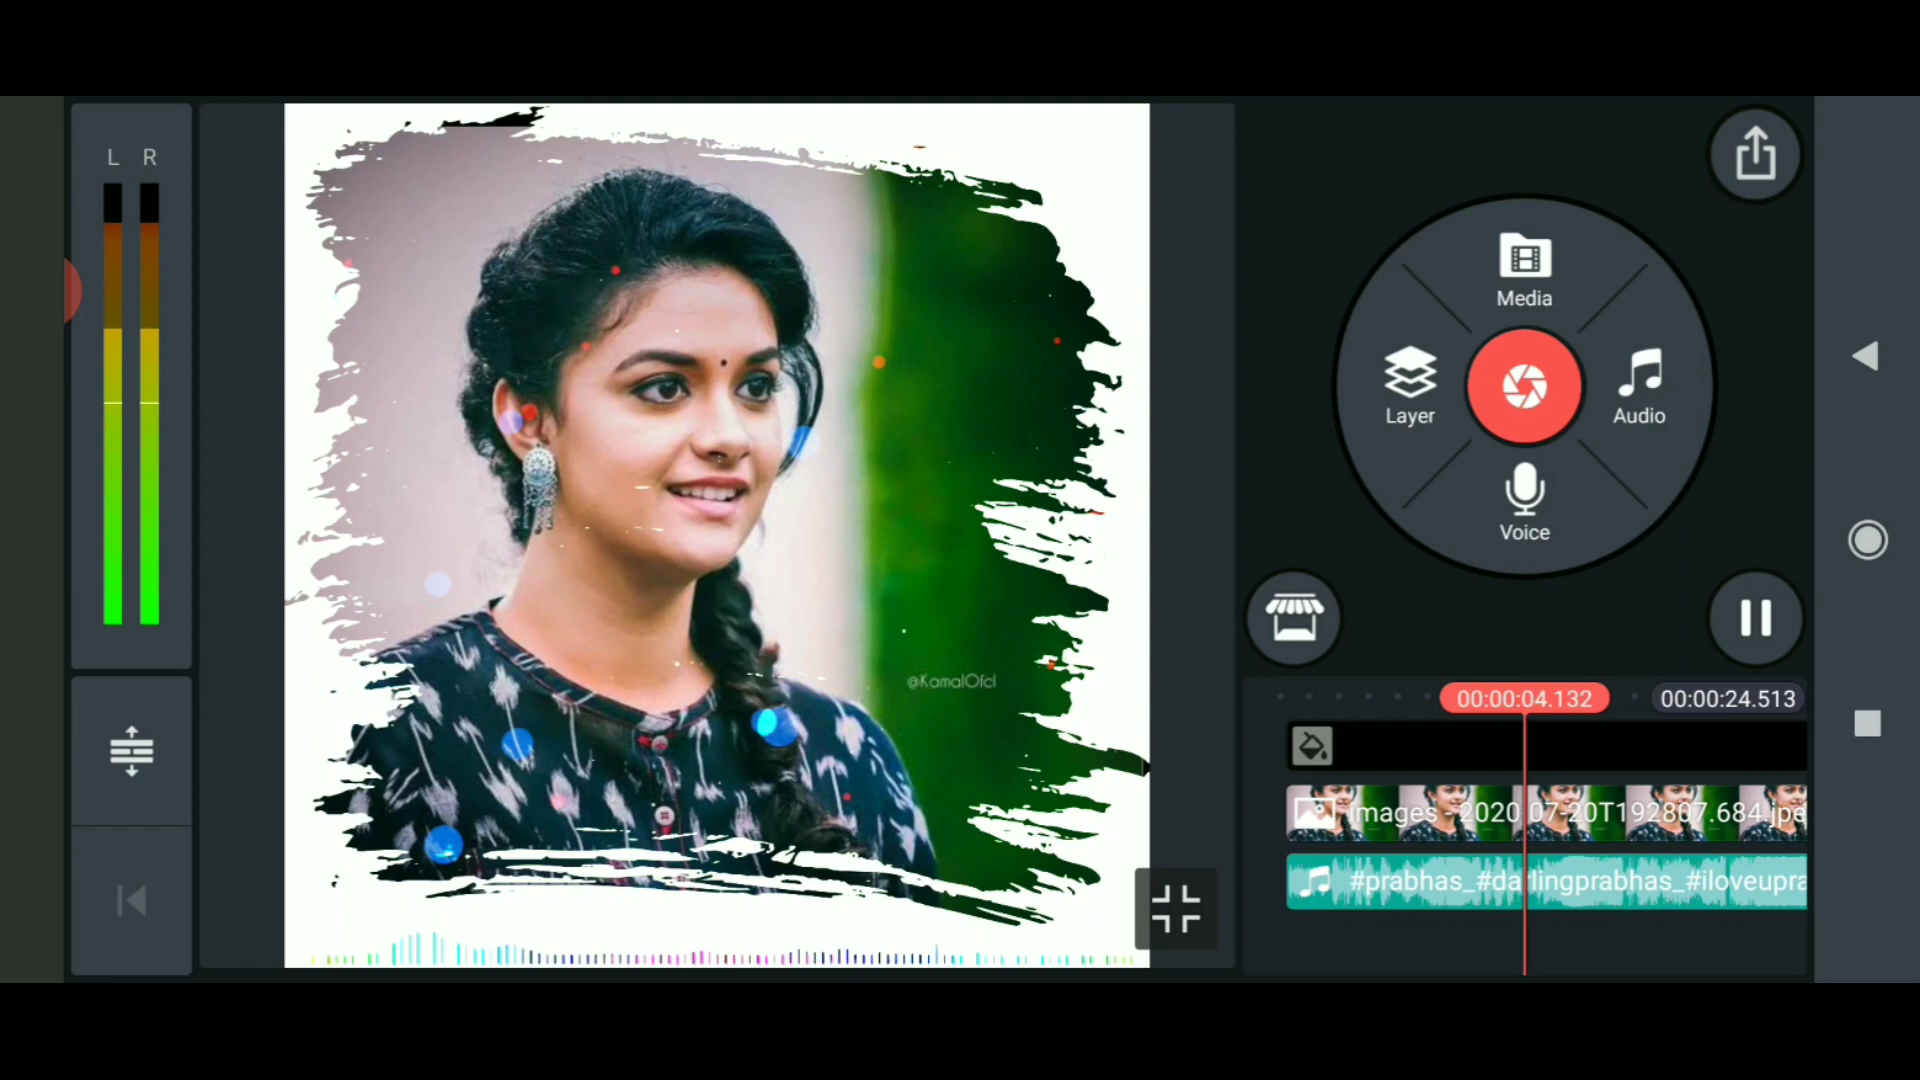 L R
@KamalOfcl
Media
Layer
Audio
Voice
00:00:04.132
00:00:24.513
images - 2020 07-20T192807.684.jpe
#prabhas_#darlingprabhas_#iloveupra